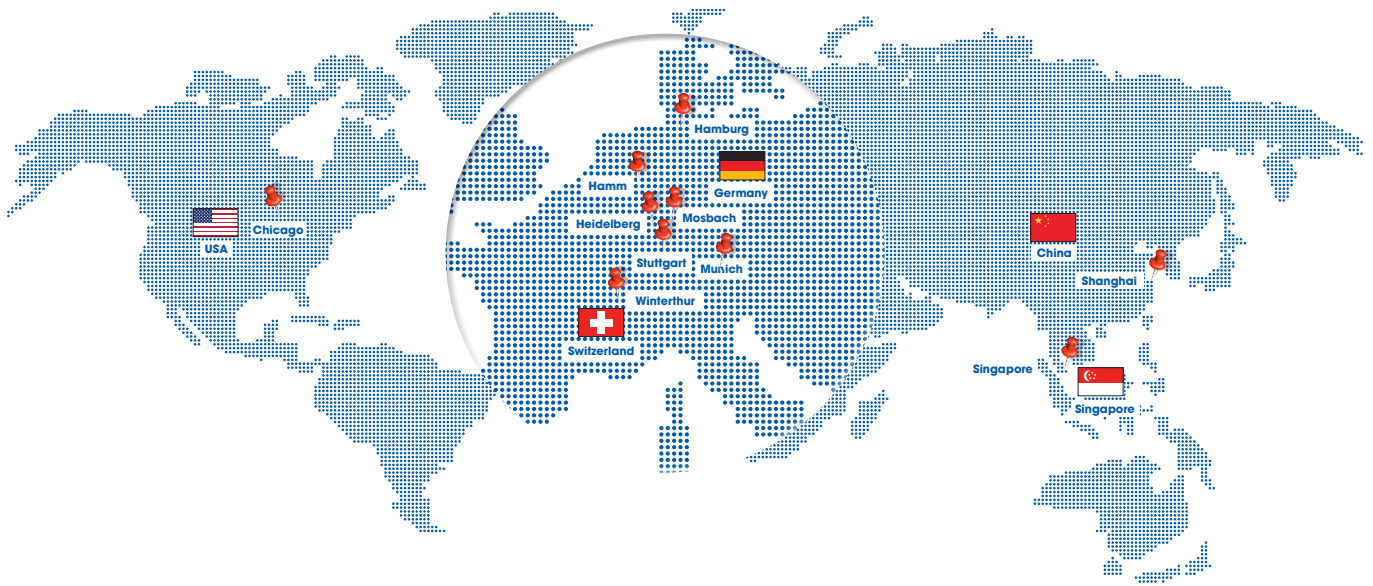 Hamburg
Hamm
Germany
Heidelberg
Mosbach
Stuttgart
Munich
Winterthur
Switzerland
USA
Chicago
China
Shanghai
Singapore
Singapore